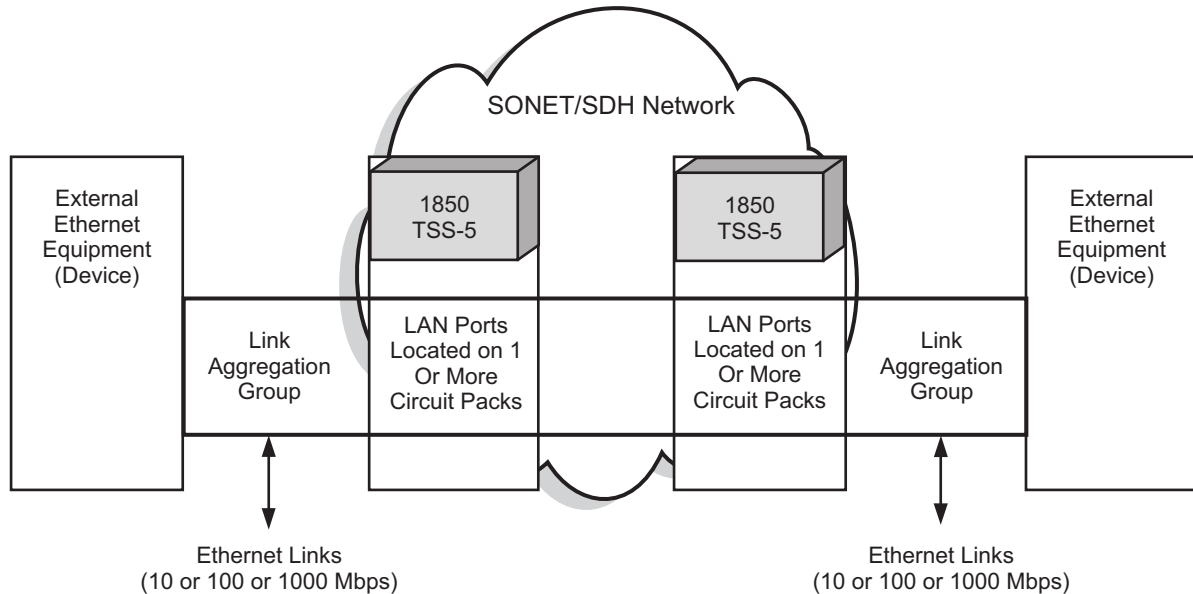 SONET/SDH Network
External
Ethernet
Equipment
(Device)
1850
TSS-5
1850
TSS-5
External
Ethernet
Equipment
(Device)
Link
Aggregation
Group
LAN Ports
Located on 1
Or More
Circuit Packs
LAN Ports
Located on 1
Or More
Circuit Packs
Link
Aggregation
Group
Ethernet Links
(10 or 100 or 1000 Mbps)
Ethernet Links
(10 or 100 or 1000 Mbps)